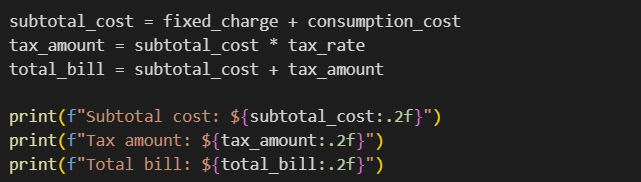 subtotal_cost = fixed_charge + consumption_cost
tax_amount = subtotal_cost * tax_rate
total_bill = subtotal_cost + tax_amount
print(f"Subtotal cost: ${subtotal_cost:.2f}")
print(f"Tax amount: ${tax_amount:.2f}")
print(f"Total bill: ${total_bill:.2f}")